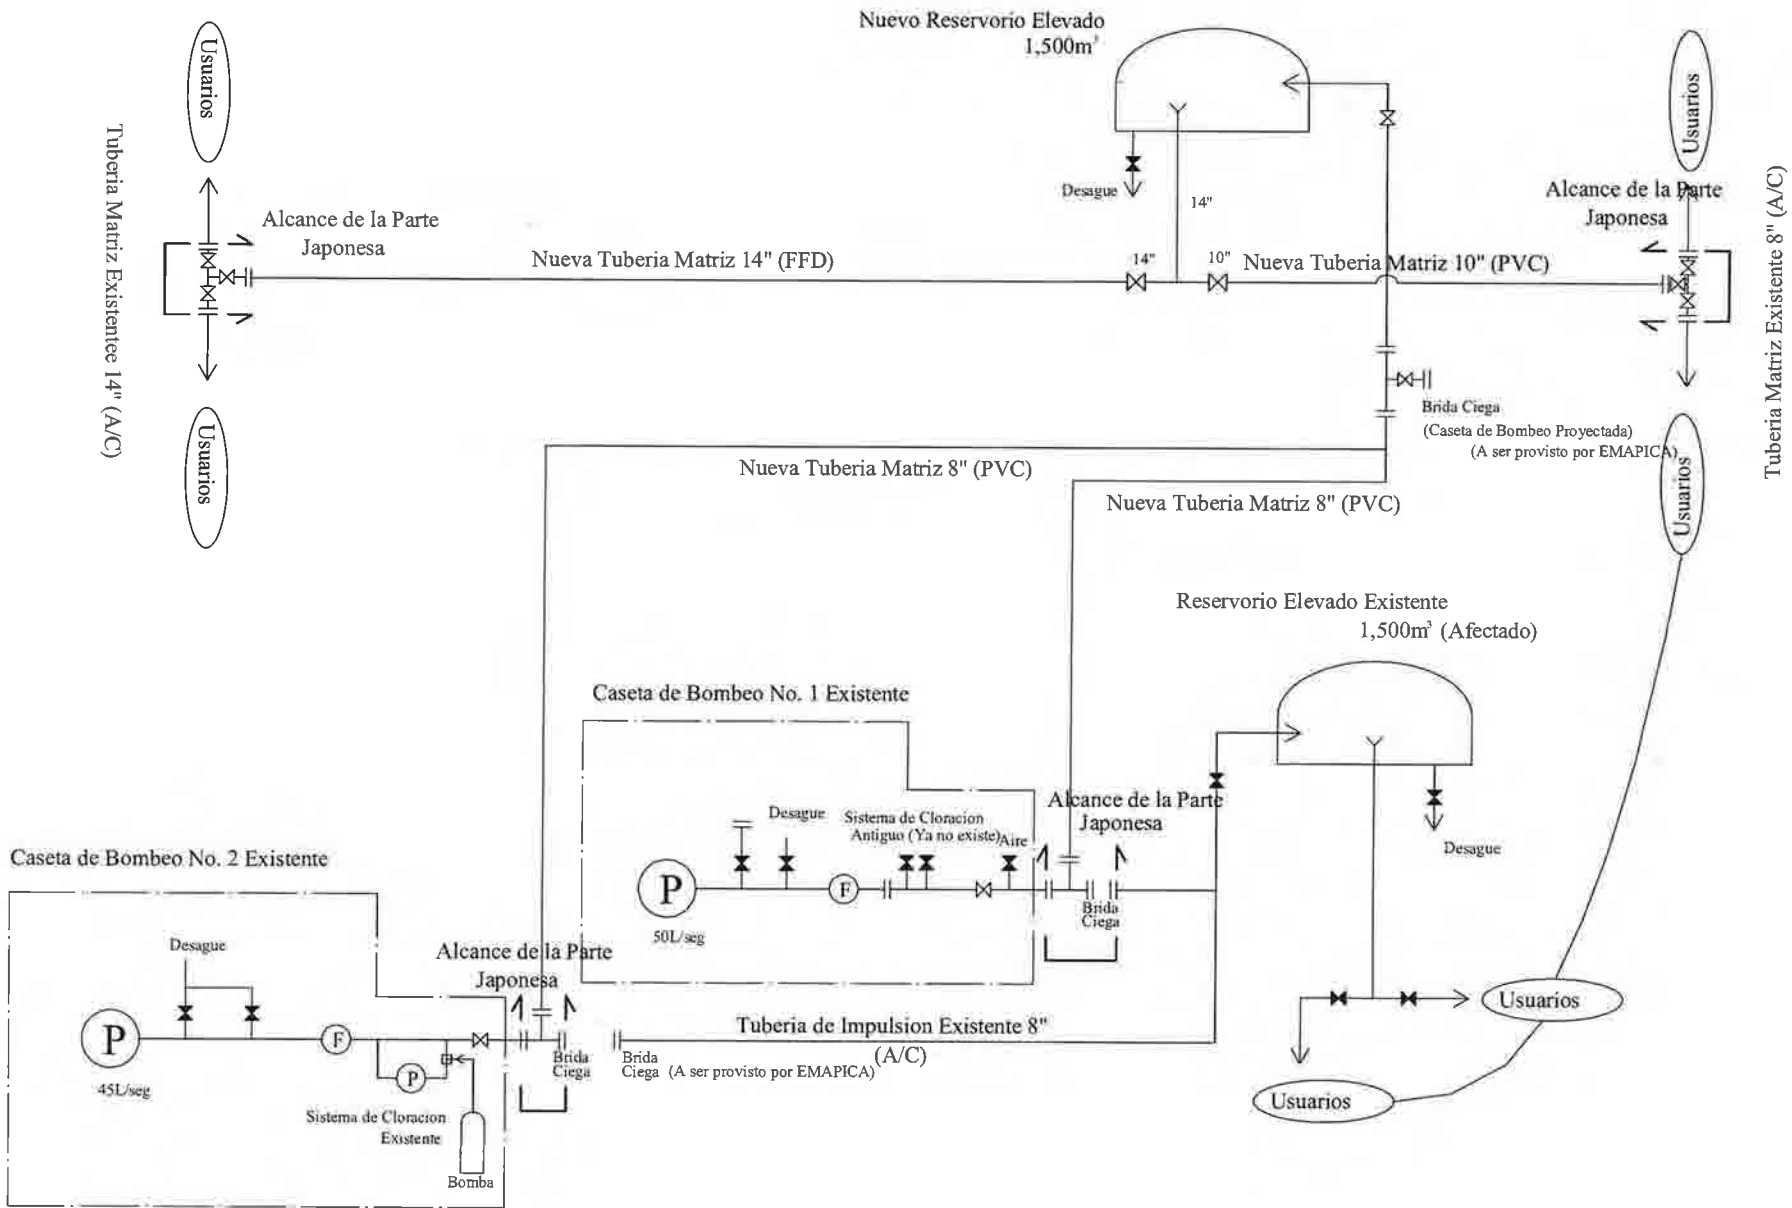 Nuevo Reservorio Elevado
1,500m³
Usuarios
Usuarios
Tuberia Matriz Existentee 14" (A/C)
Alcance de la Parte
Japonesa
Nueva Tuberia Matriz 14" (FFD)
Desague
14"
14"
10"
Nueva Tuberia Matriz 10" (PVC)
Alcance de la Parte
Japonesa
Usuarios
Tuberia Matriz Existente 8" (A/C)
Usuarios
Brida Ciega
(Caseta de Bombeo Proyectada)
(A ser provisto por EMAPICA)
Nueva Tuberia Matriz 8" (PVC)
Nueva Tuberia Matriz 8" (PVC)
Usuarios
Reservorio Elevado Existente
1,500m³ (Afectado)
Caseta de Bombeo No. 1 Existente
Desague
Sistema de Cloracion
Antiguo (Ya no existe)
Aire
Alcance de la Parte
Japonesa
Desague
P
F
50L/seg
Brida
Ciega
Caseta de Bombeo No. 2 Existente
Desague
Alcance de la Parte
Japonesa
P
F
P
45L/seg
Brida
Ciega
Brida
Ciega (A ser provisto por EMAPICA)
Tuberia de Impulsion Existente 8"
(A/C)
Sistema de Cloracion
Existente
Bomba
Usuarios
Usuarios